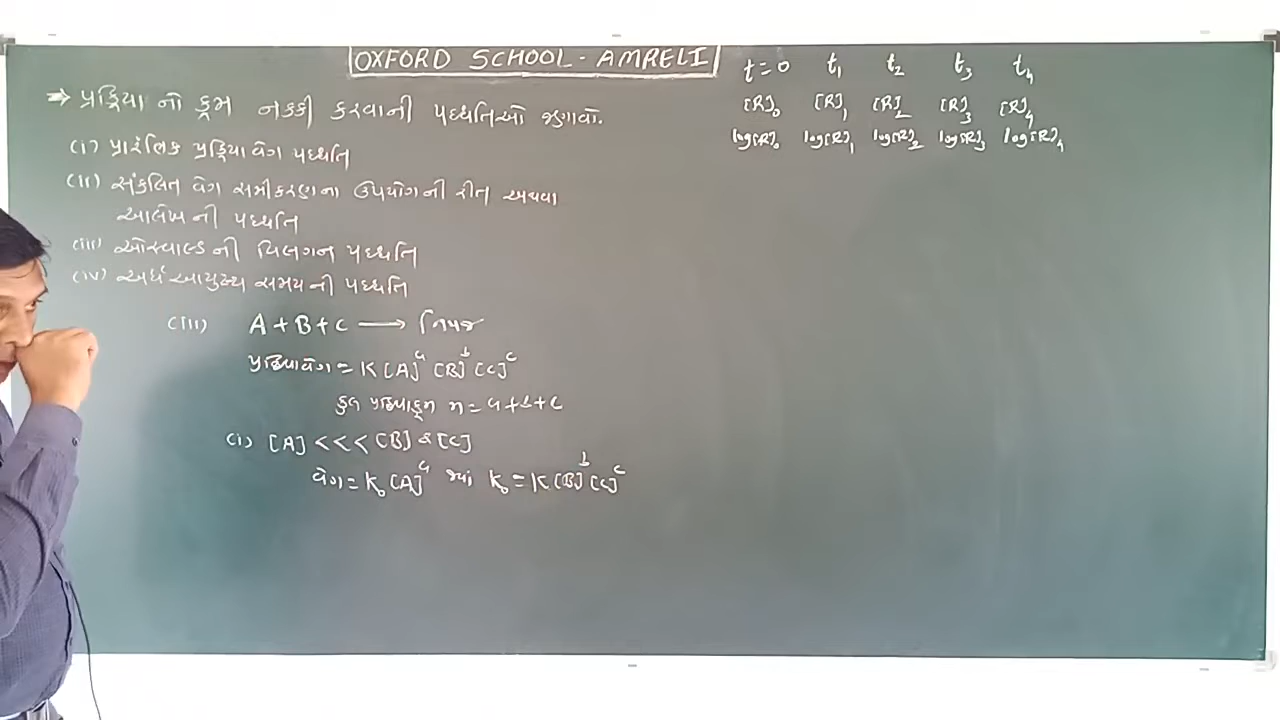 OXFORD SCHOOL - AMRELI
→ પ્રક્રિયા નો ક્રમ નક્કી કરવાની પધ્ધતિઓ જણાવો.
(i) પ્રારંભિક પ્રક્રિયા વેગ પધ્ધતિ
(ii) સંકલિત વેગ સમીકરણ ના ઉપયોગ ની રીત અથવા
આલેખ ની પધ્ધતિ
(iii) ઓસ્વાલ્ડ ની વિલગન પધ્ધતિ
(iv) અર્ધ આયુષ્ય સમય ની પધ્ધતિ
(iii) A + B + C ⟶ નિપજ
પ્રક્રિયાવેગ = K [A]^a [B]^b [C]^c
કુલ પ્રક્રિયાક્રમ n = a + b + c
(i) [A] <<< [B] & [C]
વેગ = K₀ [A]^a જ્યાં K₀ = K [B]^b [C]^c
t = 0 t₁ t₂ t₃ t₄
[R]₀ [R]₁ [R]₂ [R]₃ [R]₄
log[R]₀ log[R]₁ log[R]₂ log[R]₃ log[R]₄